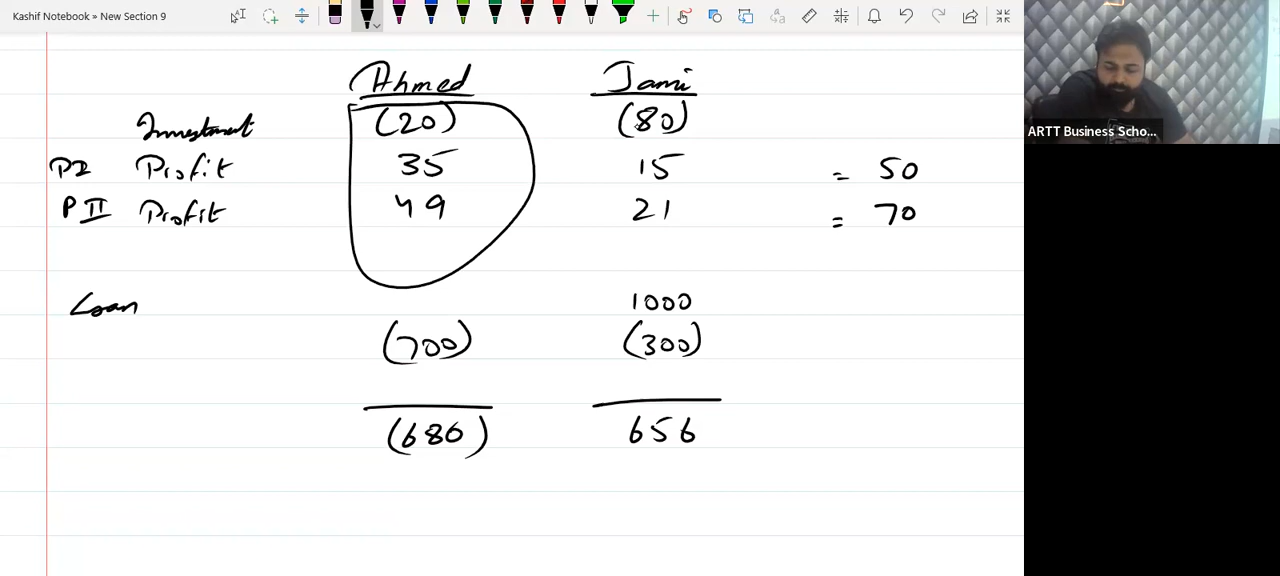 Kashif Notebook » New Section 9
Ahmed Jami
Investment (20) (80)
PI Profit 35 15 = 50
PII Profit 49 21 = 70
Loan 1000
(700) (300)
(680) 656
ARTT Business Scho...